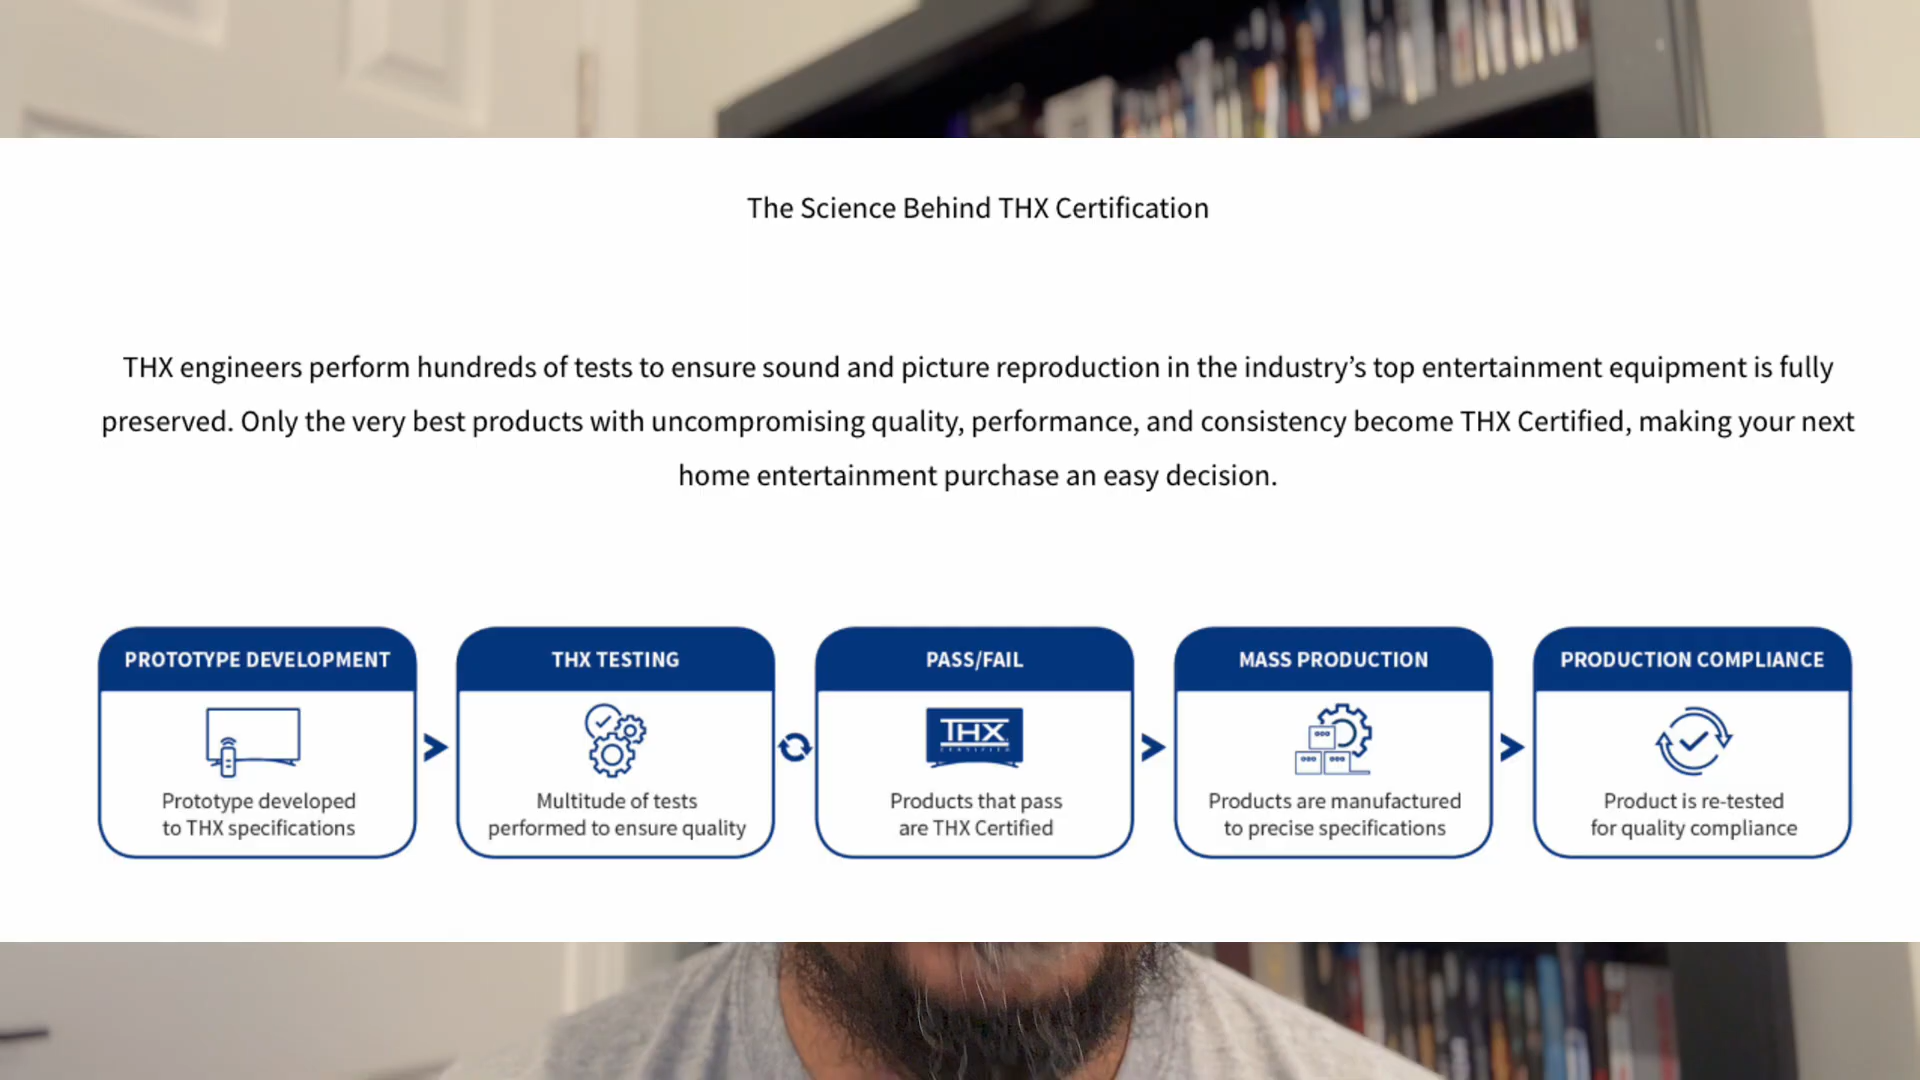 The Science Behind THX Certification
THX engineers perform hundreds of tests to ensure sound and picture reproduction in the industry’s top entertainment equipment is fully
preserved. Only the very best products with uncompromising quality, performance, and consistency become THX Certified, making your next
home entertainment purchase an easy decision.
PROTOTYPE DEVELOPMENT
Prototype developed
to THX specifications
THX TESTING
Multitude of tests
performed to ensure quality
PASS/FAIL
THX
CERTIFIED
Products that pass
are THX Certified
MASS PRODUCTION
Products are manufactured
to precise specifications
PRODUCTION COMPLIANCE
Product is re-tested
for quality compliance